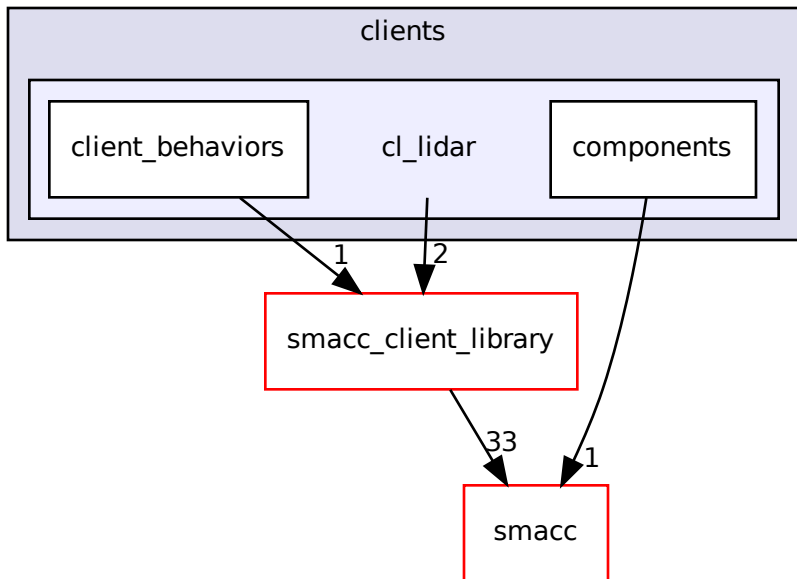 clients
client_behaviors
cl_lidar
components
1
2
smacc_client_library
33
1
smacc